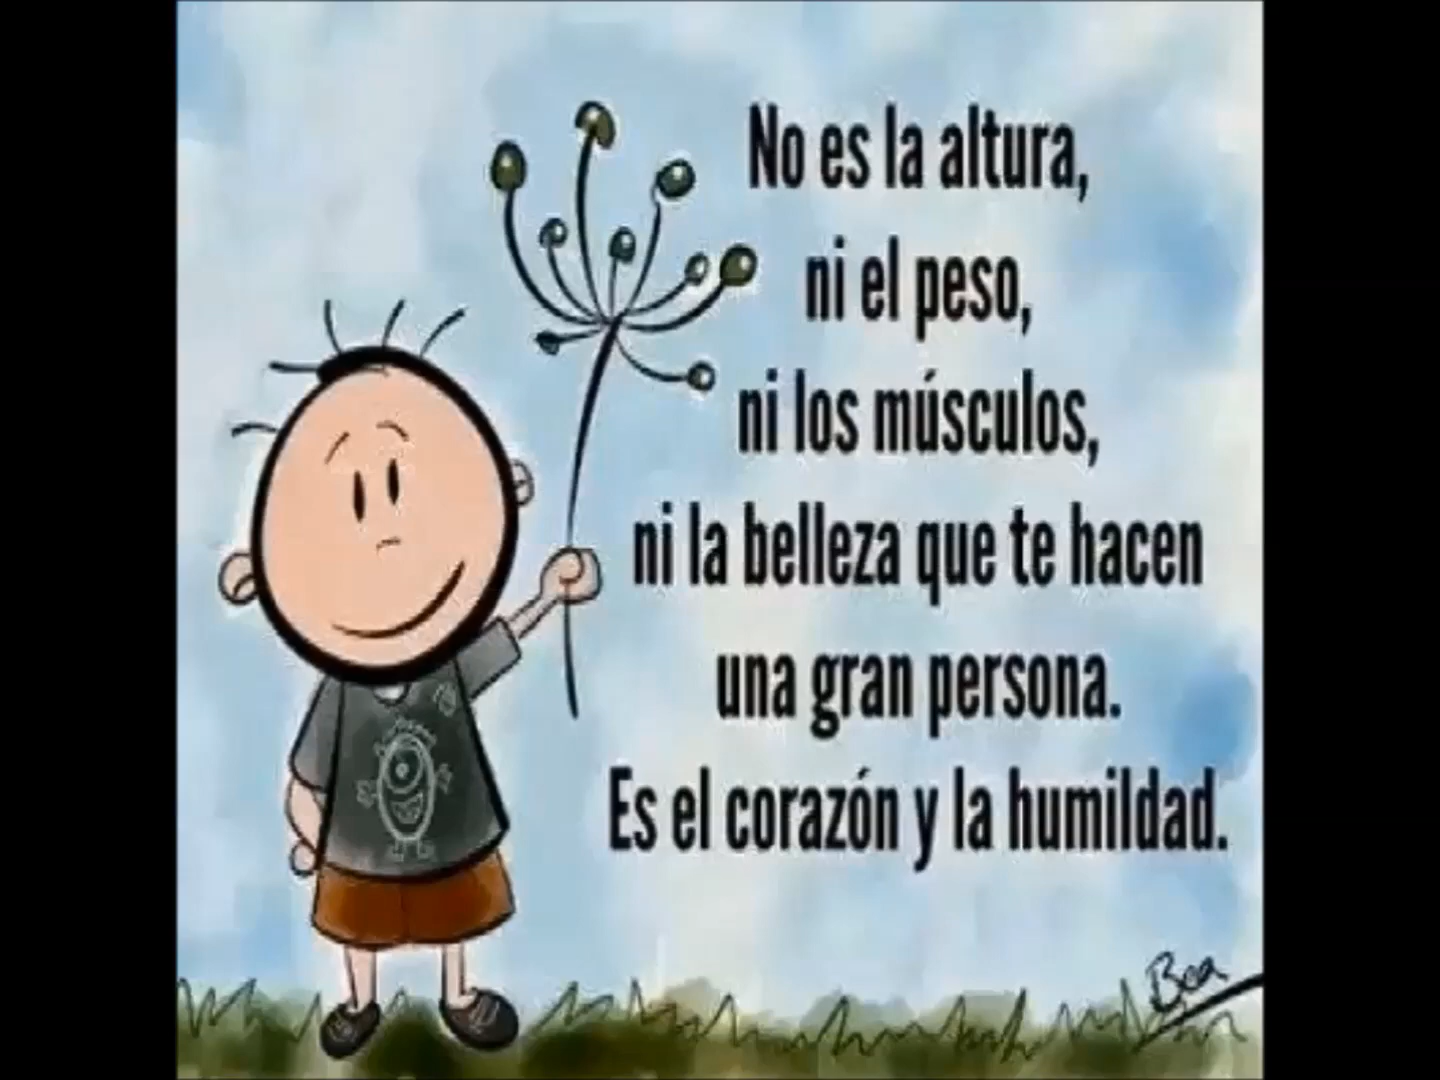 No es la altura,
ni el peso,
ni los músculos,
ni la belleza que te hacen
una gran persona.
Es el corazón y la humildad.
Bea